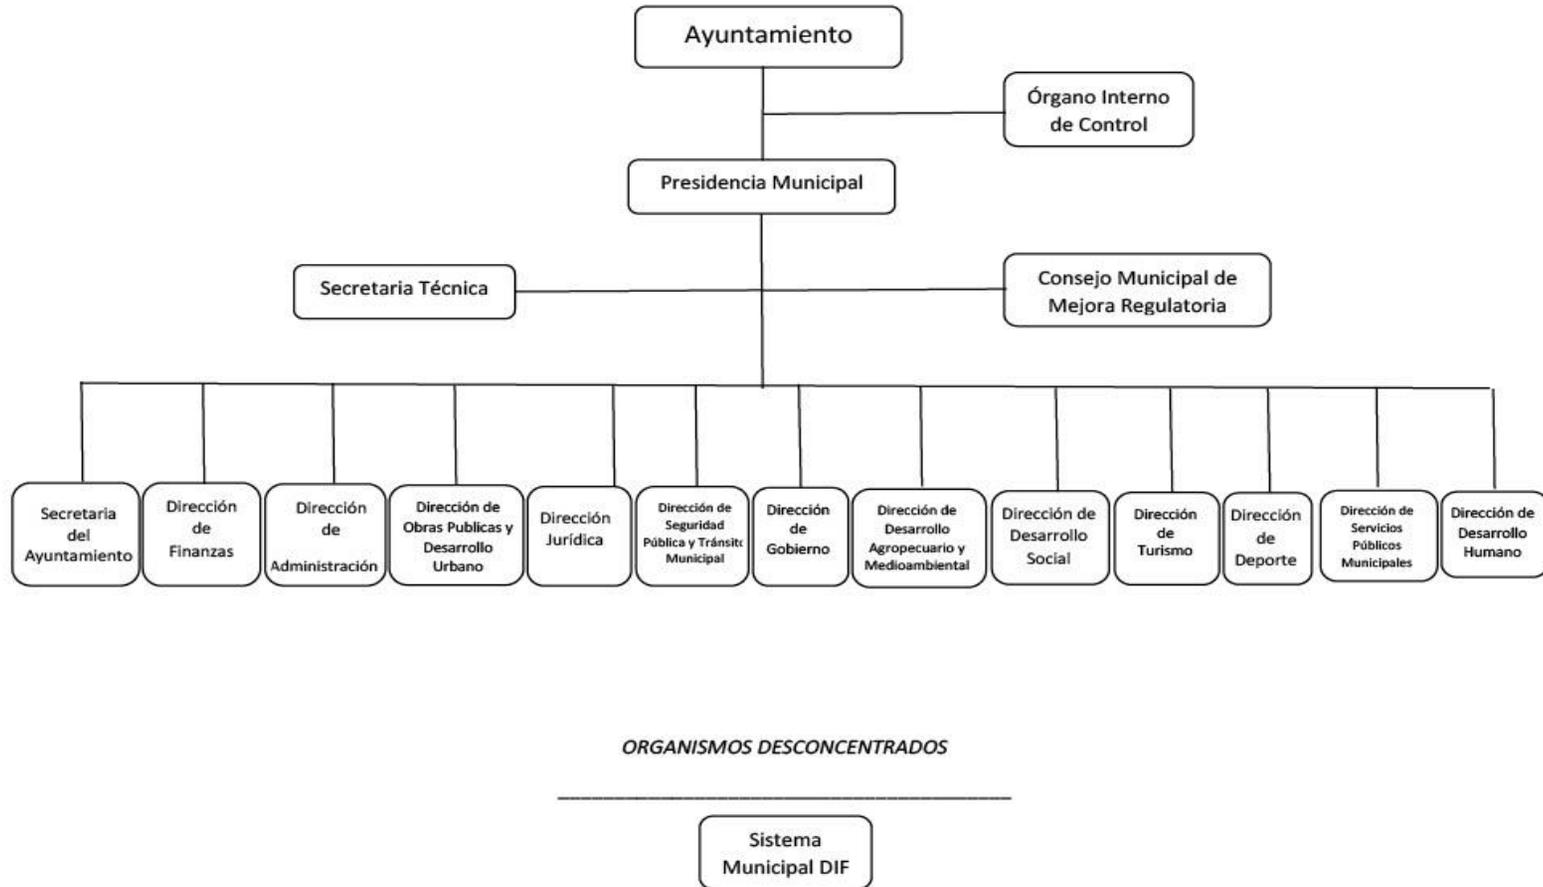 Ayuntamiento
Órgano Interno
de Control
Presidencia Municipal
Secretaria Técnica
Consejo Municipal de
Mejora Regulatoria
Secretaria
del
Ayuntamiento
Dirección
de
Finanzas
Dirección
de
Administración
Dirección de
Obras Publicas y
Desarrollo
Urbano
Dirección
Jurídica
Dirección de
Seguridad
Pública y Tránsito
Municipal
Dirección
de
Gobierno
Dirección de
Desarrollo
Agropecuario y
Medioambiental
Dirección de
Desarrollo
Social
Dirección
de
Turismo
Dirección
de
Deporte
Dirección de
Servicios
Públicos
Municipales
Dirección de
Desarrollo
Humano
ORGANISMOS DESCONCENTRADOS
Sistema
Municipal DIF